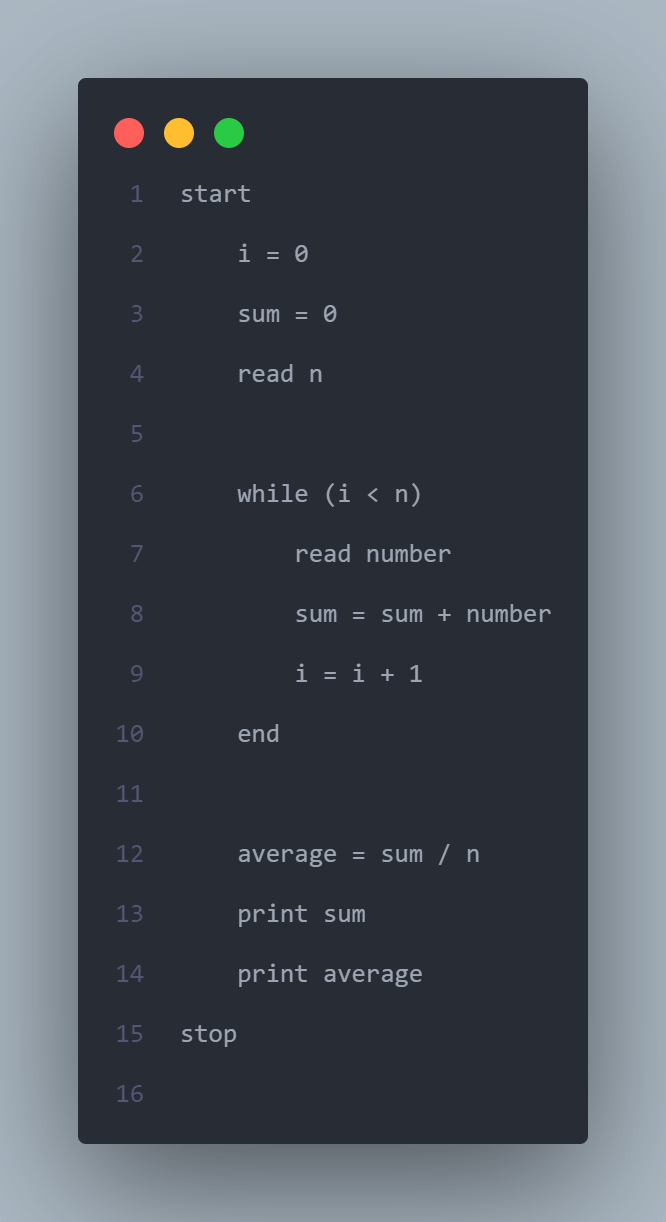 1 start
2     i = 0
3     sum = 0
4     read n
5
6     while (i < n)
7         read number
8         sum = sum + number
9         i = i + 1
10     end
11
12     average = sum / n
13     print sum
14     print average
15 stop
16